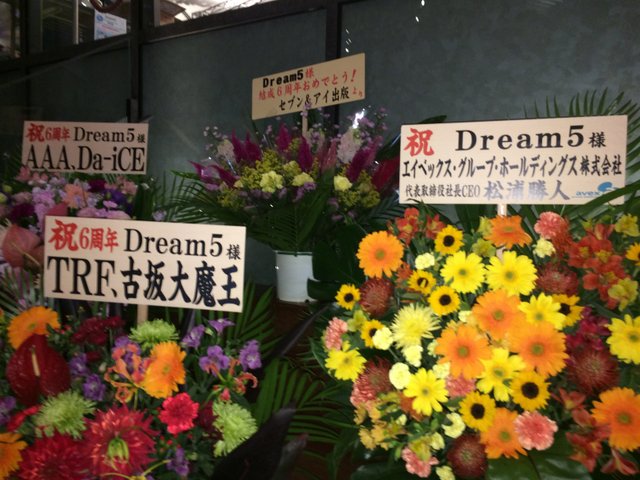 祝6周年 Dream5様
AAA、Da-iCE
Dream5様
結成6周年おめでとう!
セブン&アイ出版より
祝 Dream5様
エイベックス・グループ・ホールディングス株式会社
代表取締役社長CEO 松浦勝人 avex
祝6周年 Dream5様
TRF、古坂大魔王